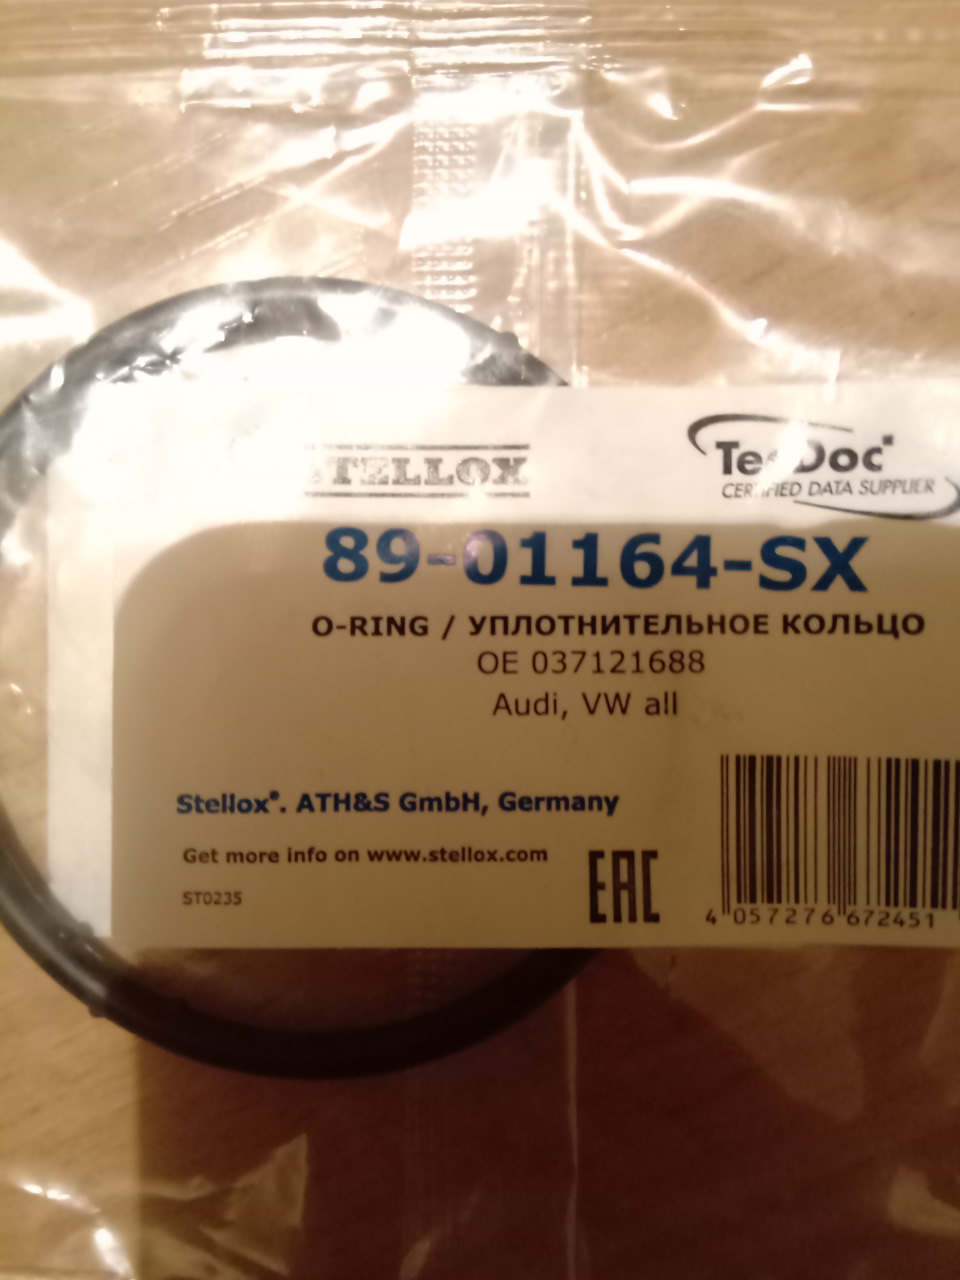 STELLOX
TecDoc
CERTIFIED DATA SUPPLIER
89-01164-SX
O-RING / УПЛОТНИТЕЛЬНОЕ КОЛЬЦО
OE 037121688
Audi, VW all
Stellox®. ATH&S GmbH, Germany
Get more info on www.stellox.com
ST0235
EAC
4 057276 672451